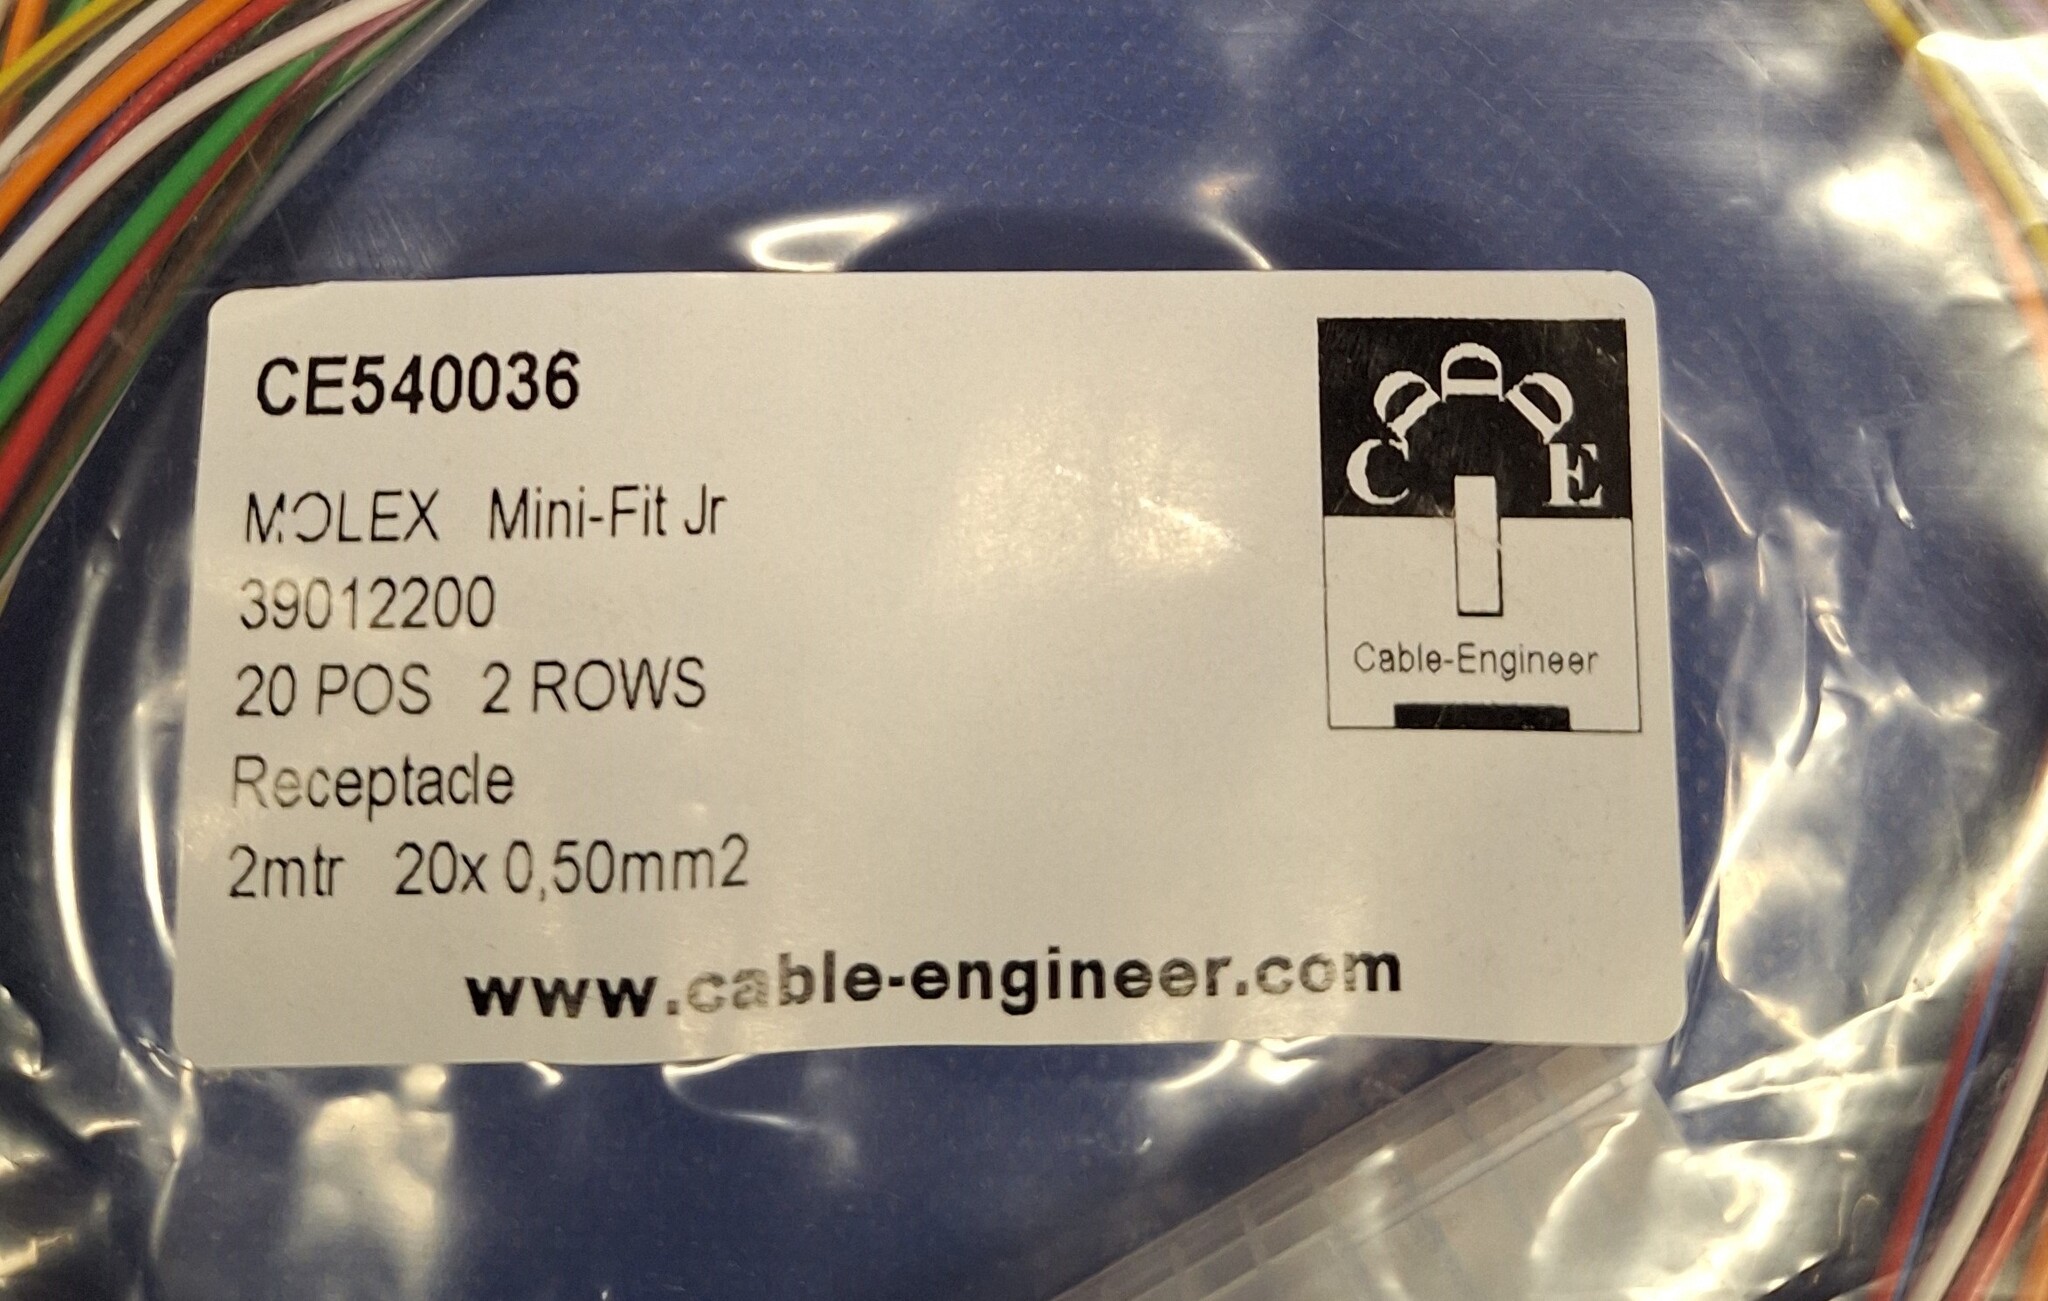 CE540036
MOLEX Mini-Fit Jr
39012200
20 POS 2 ROWS
Receptacle
2mtr 20x 0,50mm2
www.cable-engineer.com
C E
Cable-Engineer